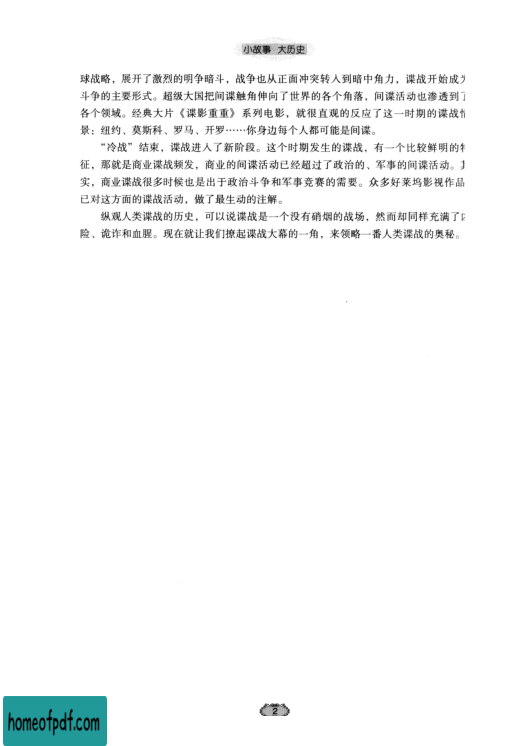 小故事 大历史
球战略，展开了激烈的明争暗斗，战争也从正面冲突转入到暗中角力，谍战开始成
斗争的主要形式。超级大国把间谍触角伸向了世界的各个角落，间谍活动也渗透到
各个领域。经典大片《谍影重重》系列电影，就很直观的反应了这一时期的谍战
景：纽约、莫斯科、罗马、开罗……你身边每个人都可能是间谍。
“冷战”结束，谍战进入了新阶段。这个时期发生的谍战，有一个比较鲜明的特
征，那就是商业谍战频发，商业的间谍活动已经超过了政治的、军事的间谍活动。其
实，商业谍战很多时候也是出于政治斗争和军事竞赛的需要。众多好莱坞影视作品
已对这方面的谍战活动，做了最生动的注解。
纵观人类谍战的历史，可以说谍战是一个没有硝烟的战场，然而却同样充满了
险、诡诈和血腥。现在就让我们撩起谍战大幕的一角，来领略一番人类谍战的奥秘。
2
homeofpdf.com